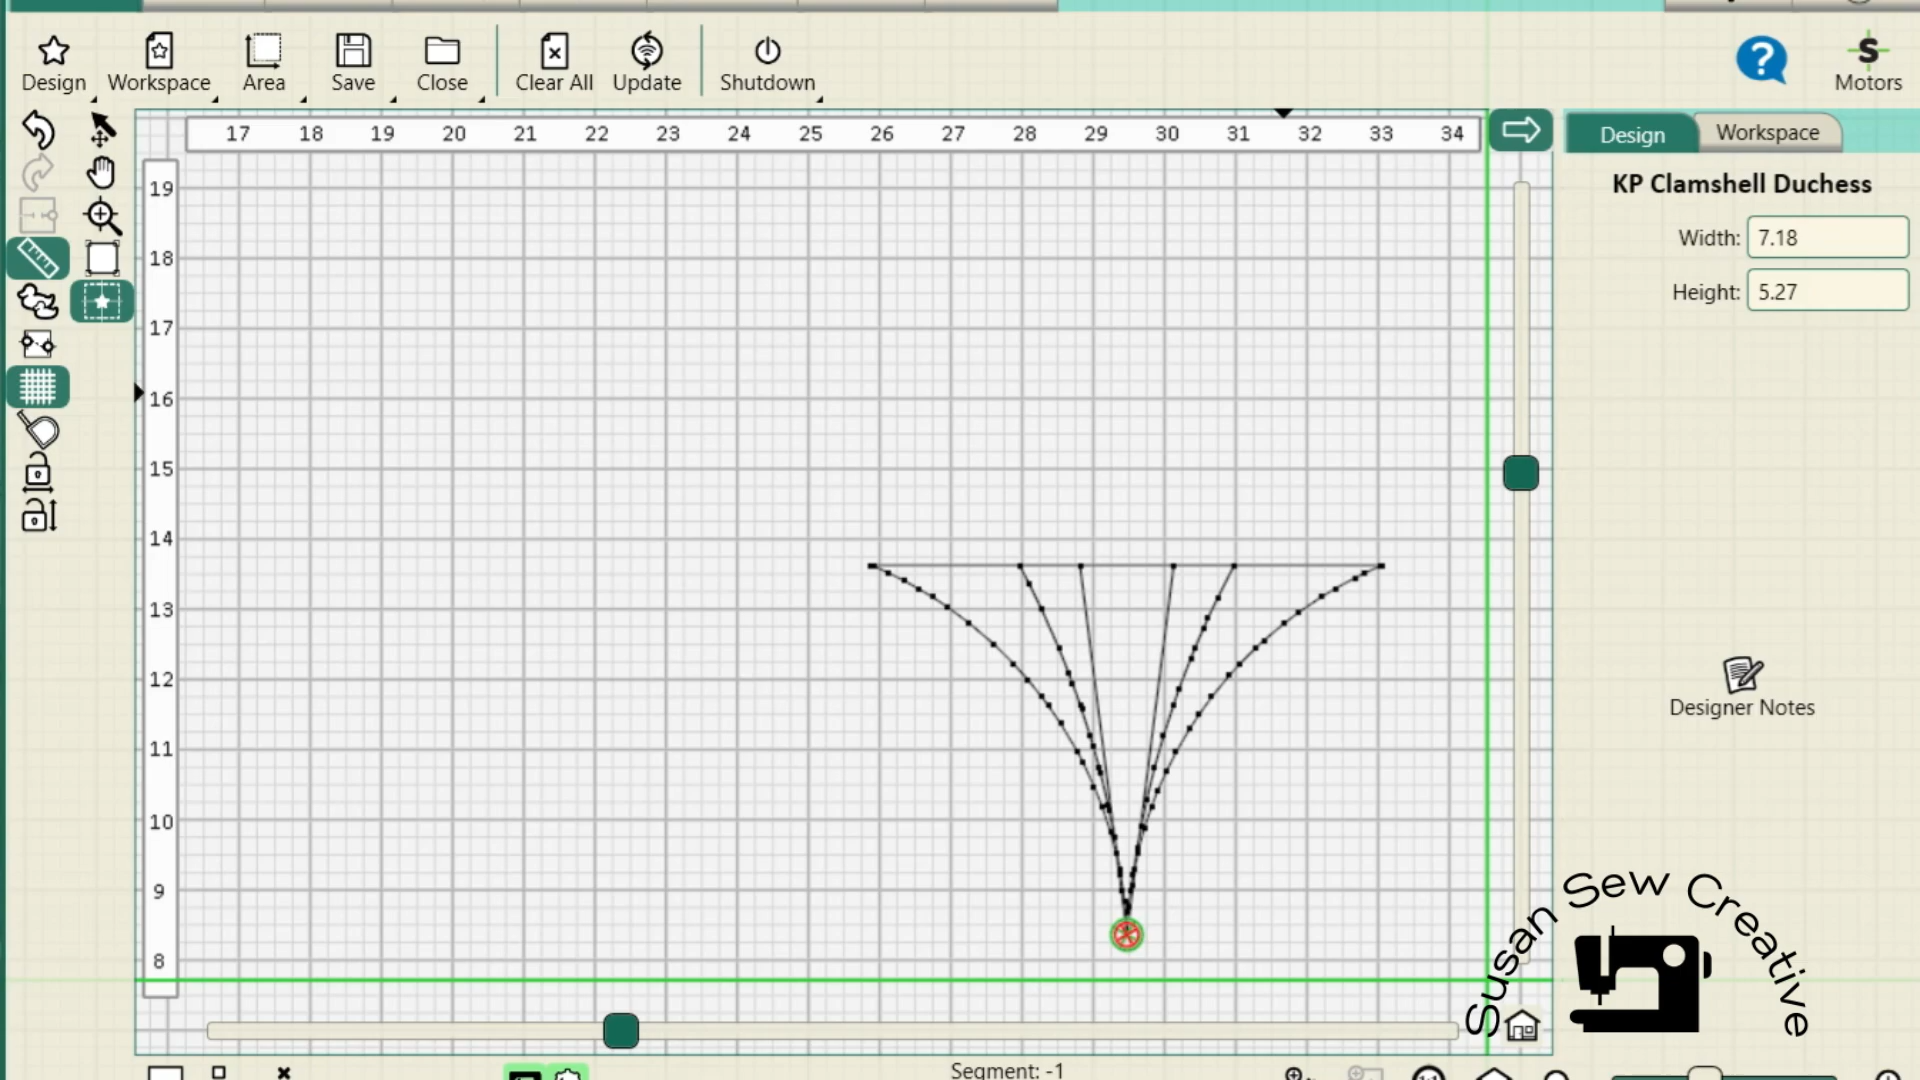 Design Workspace Area Save Close Clear All Update Shutdown ? S Motors
17 18 19 20 21 22 23 24 25 26 27 28 29 30 31 32 33 34
Design Workspace
KP Clamshell Duchess
Width: 7.18
Height: 5.27
19
18
17
16
15
14
13
12
11
10
9
8
Designer Notes
Susan Sew Creative
Segment: -1